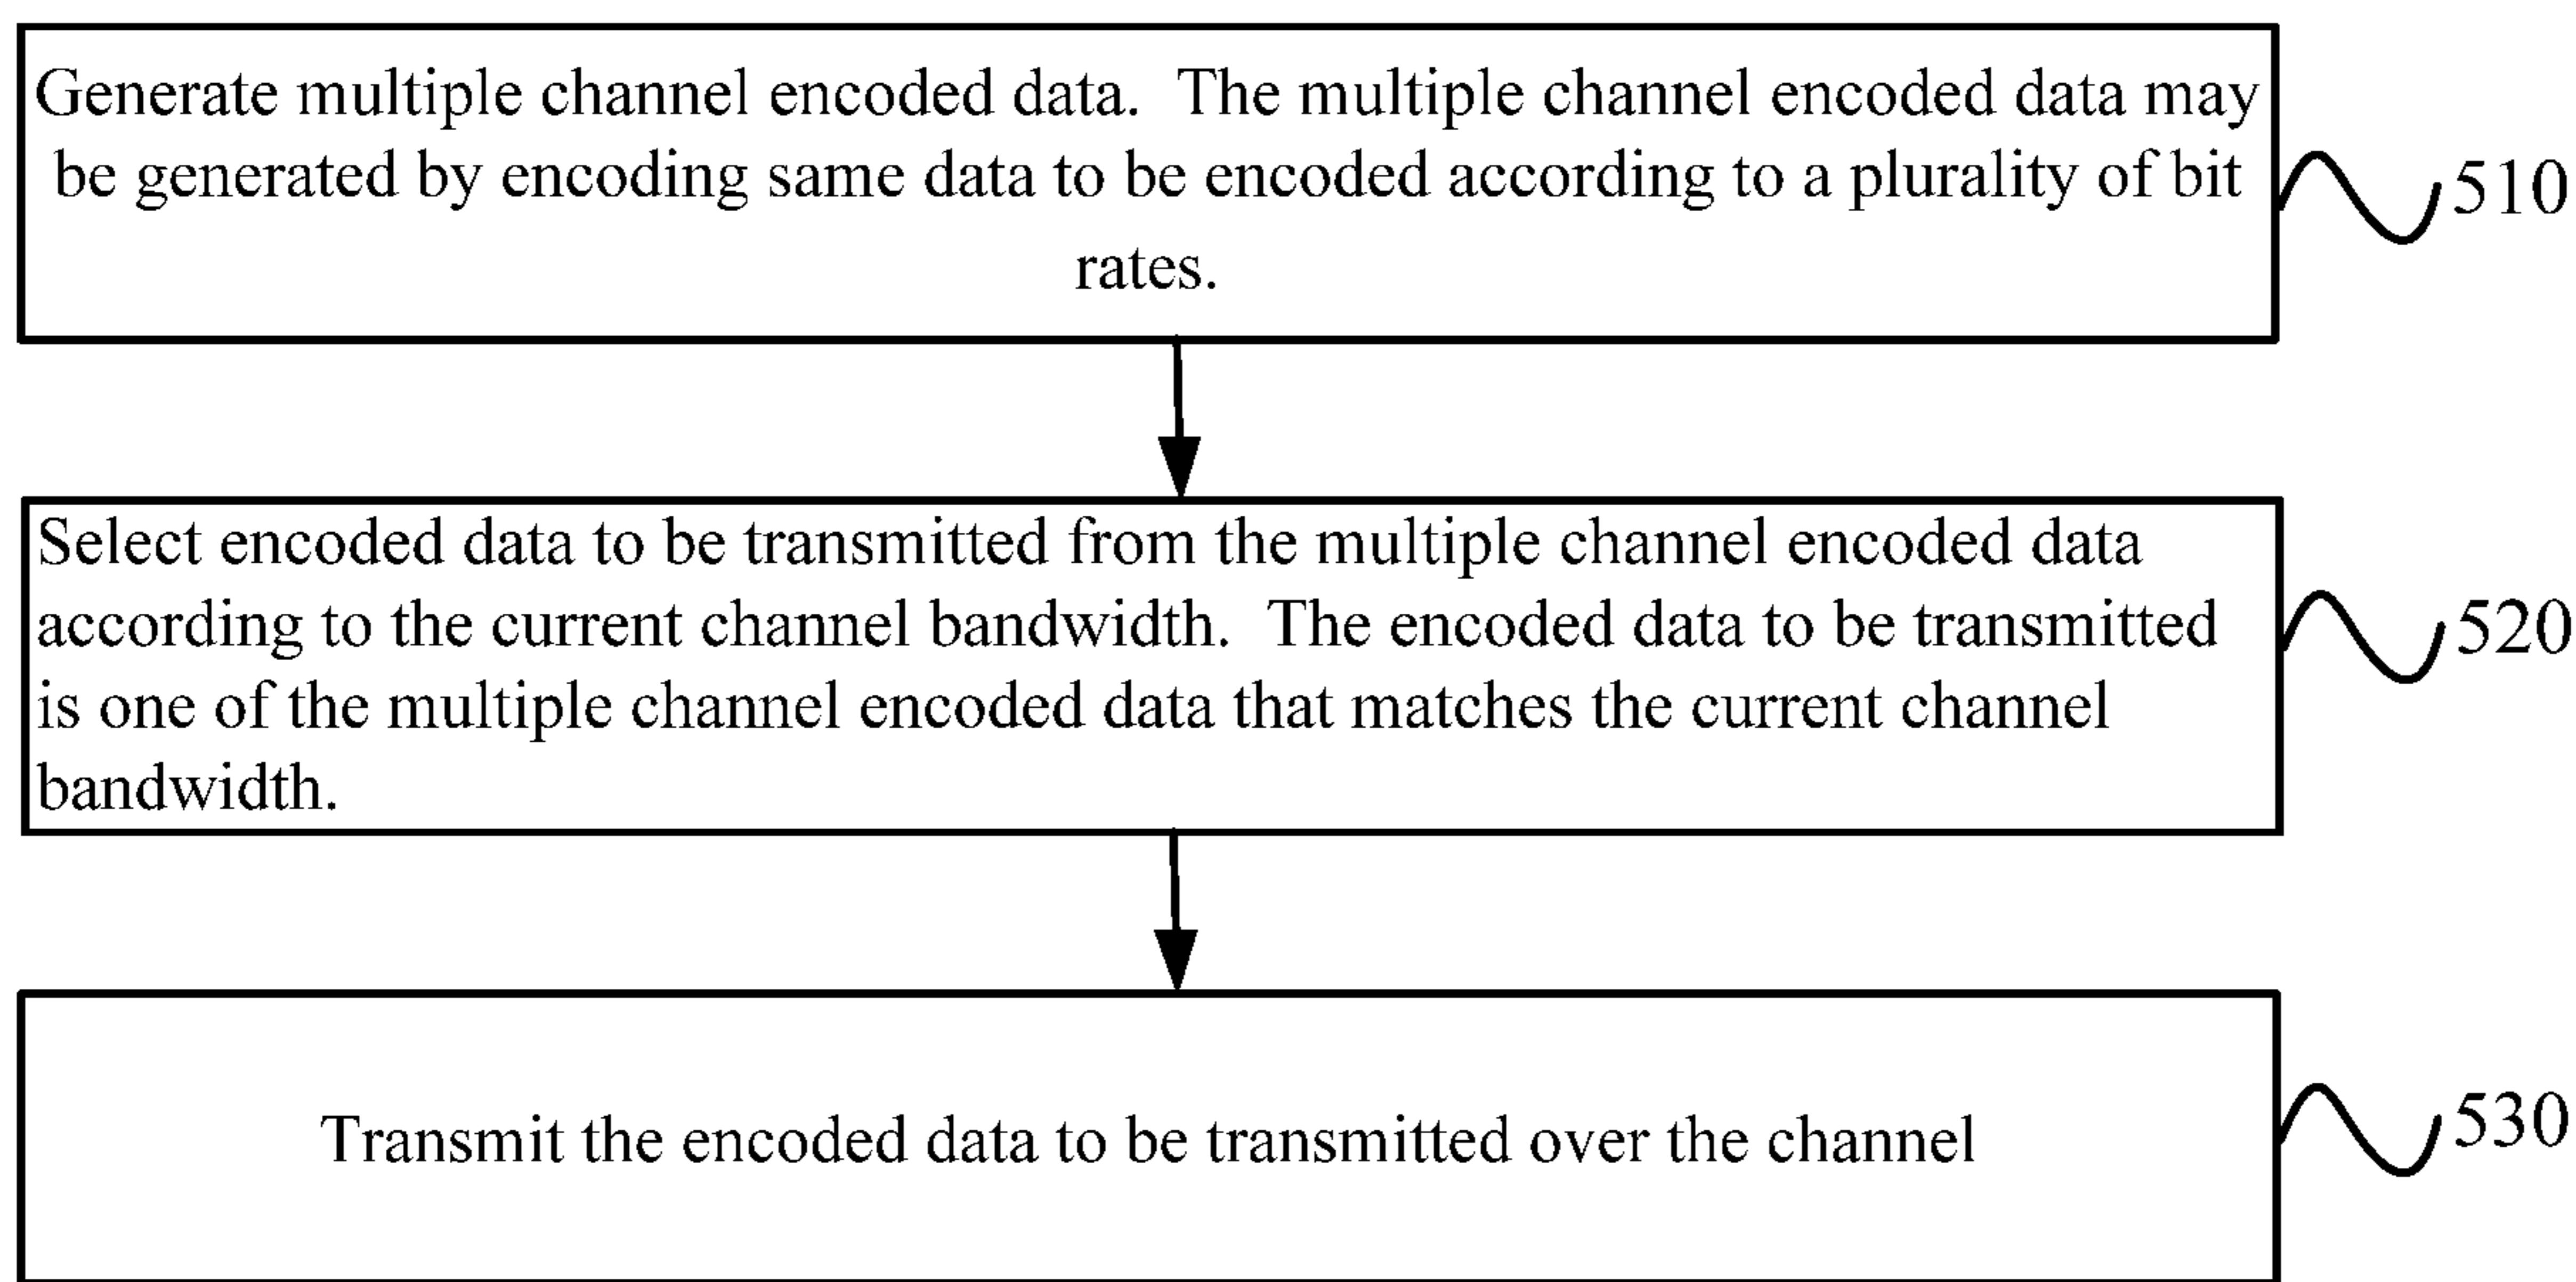 Generate multiple channel encoded data. The multiple channel encoded data may
be generated by encoding same data to be encoded according to a plurality of bit
rates.
510
Select encoded data to be transmitted from the multiple channel encoded data
according to the current channel bandwidth. The encoded data to be transmitted
is one of the multiple channel encoded data that matches the current channel
bandwidth.
520
Transmit the encoded data to be transmitted over the channel
530